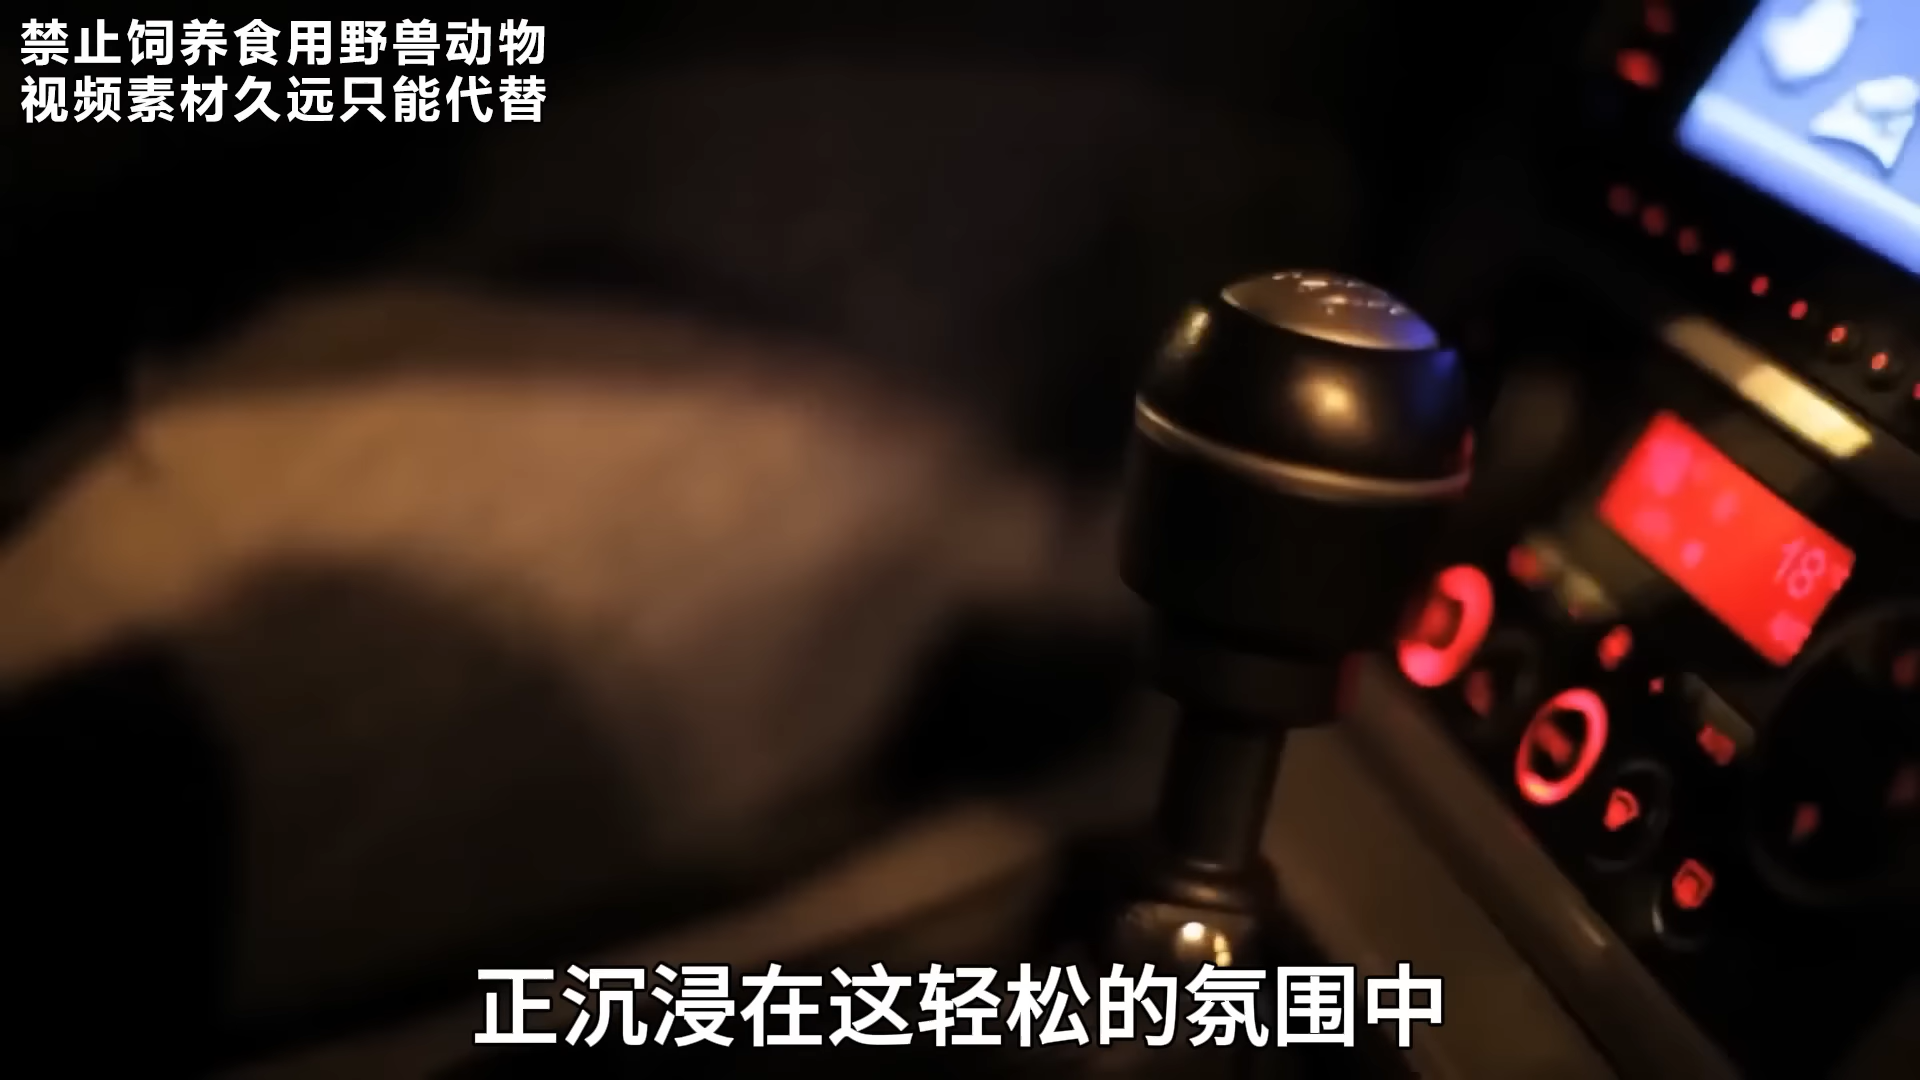 禁止饲养食用野兽动物
视频素材久远只能代替
18
正沉浸在这轻松的氛围中